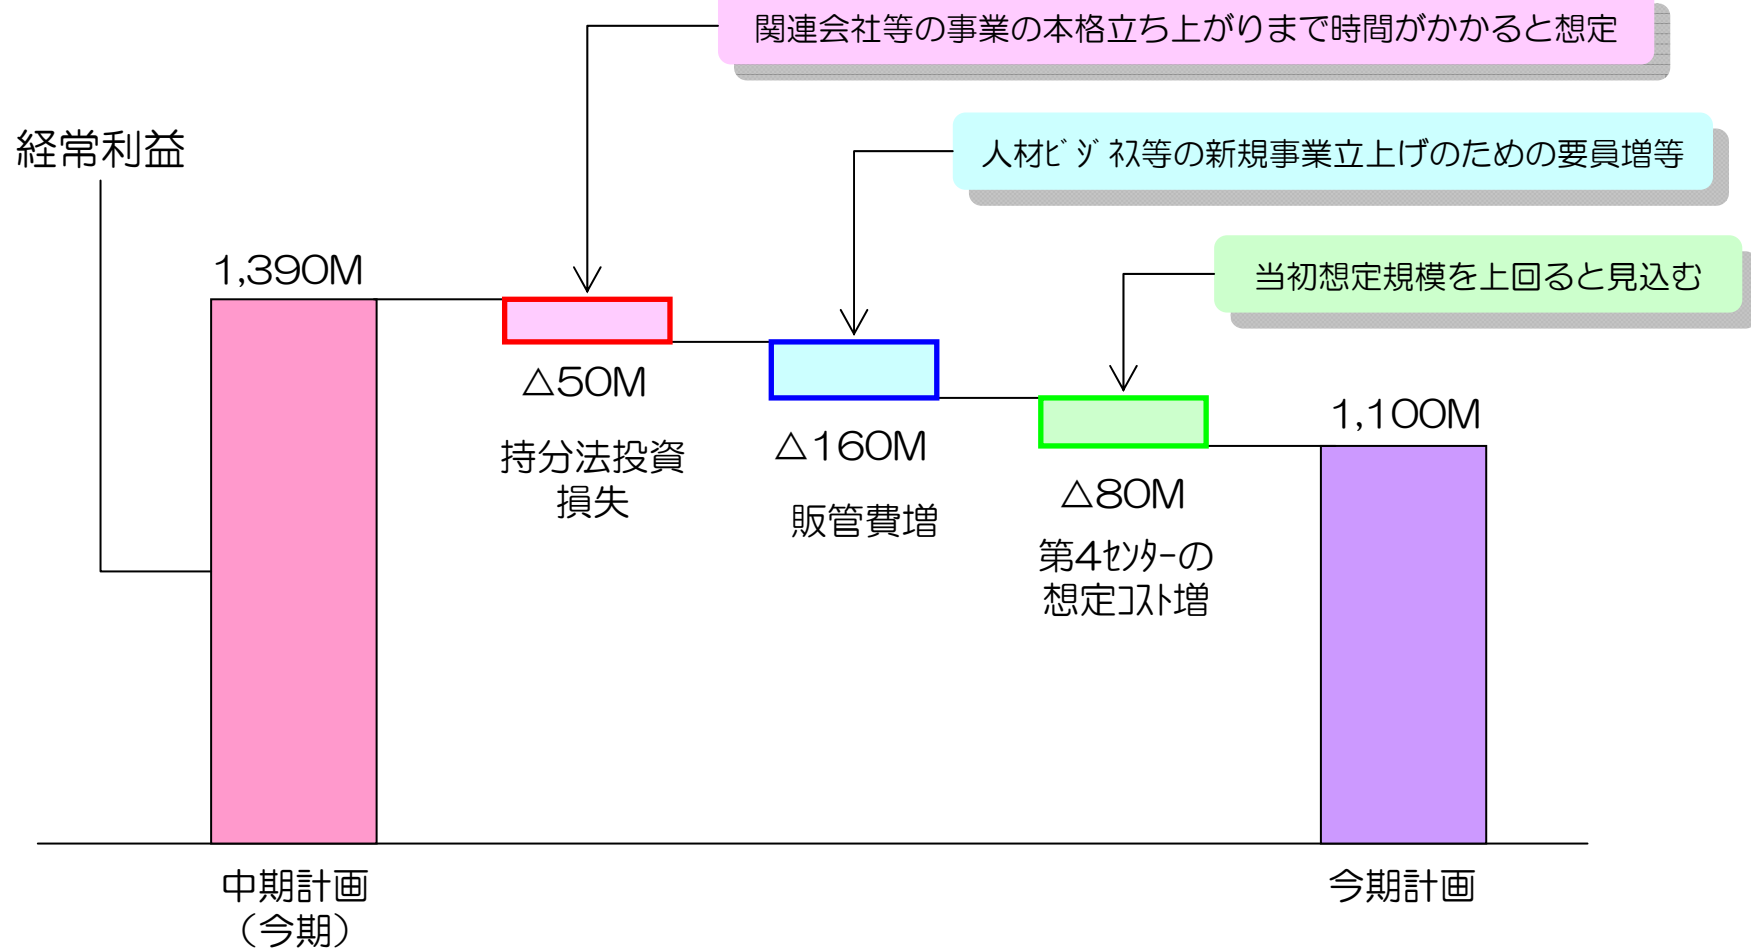 関連会社等の事業の本格立ち上がりまで時間がかかると想定
人材ﾋﾞｼﾞﾈｽ等の新規事業立上げのための要員増等
当初想定規模を上回ると見込む
経常利益
1,390M
△50M
持分法投資
損失
△160M
販管費増
△80M
第4ｾﾝﾀｰの
想定ｺｽﾄ増
1,100M
中期計画
（今期）
今期計画